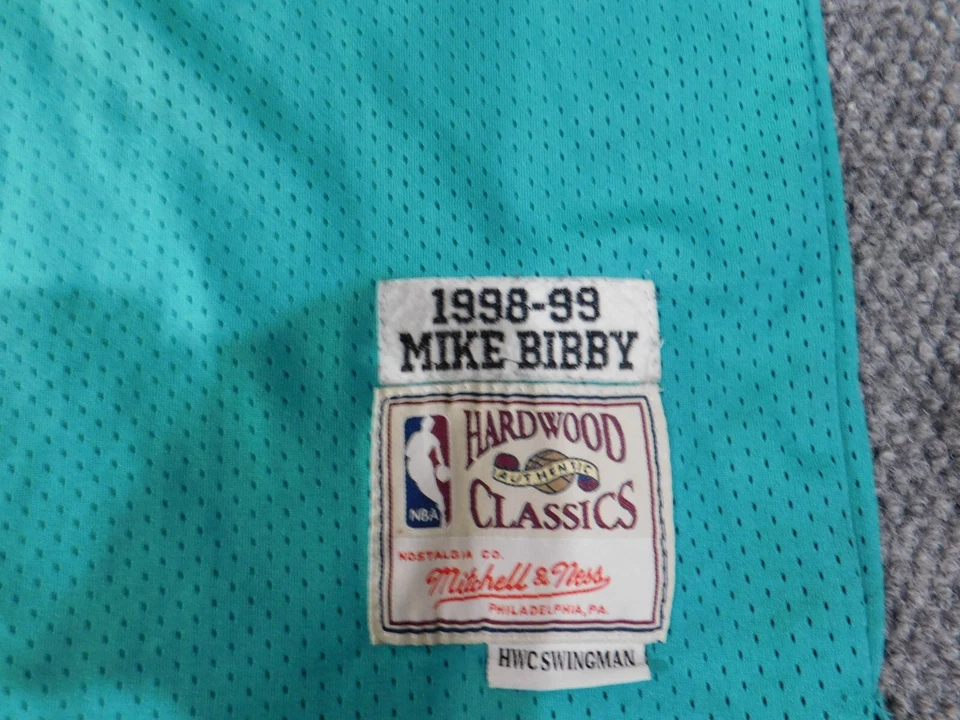 1998-99
MIKE BIBBY
HARDWOOD
AUTHENTIC
CLASSICS
NBA
NOSTALGIA CO.
Mitchell & Ness
PHILADELPHIA, PA.
HWC SWINGMAN